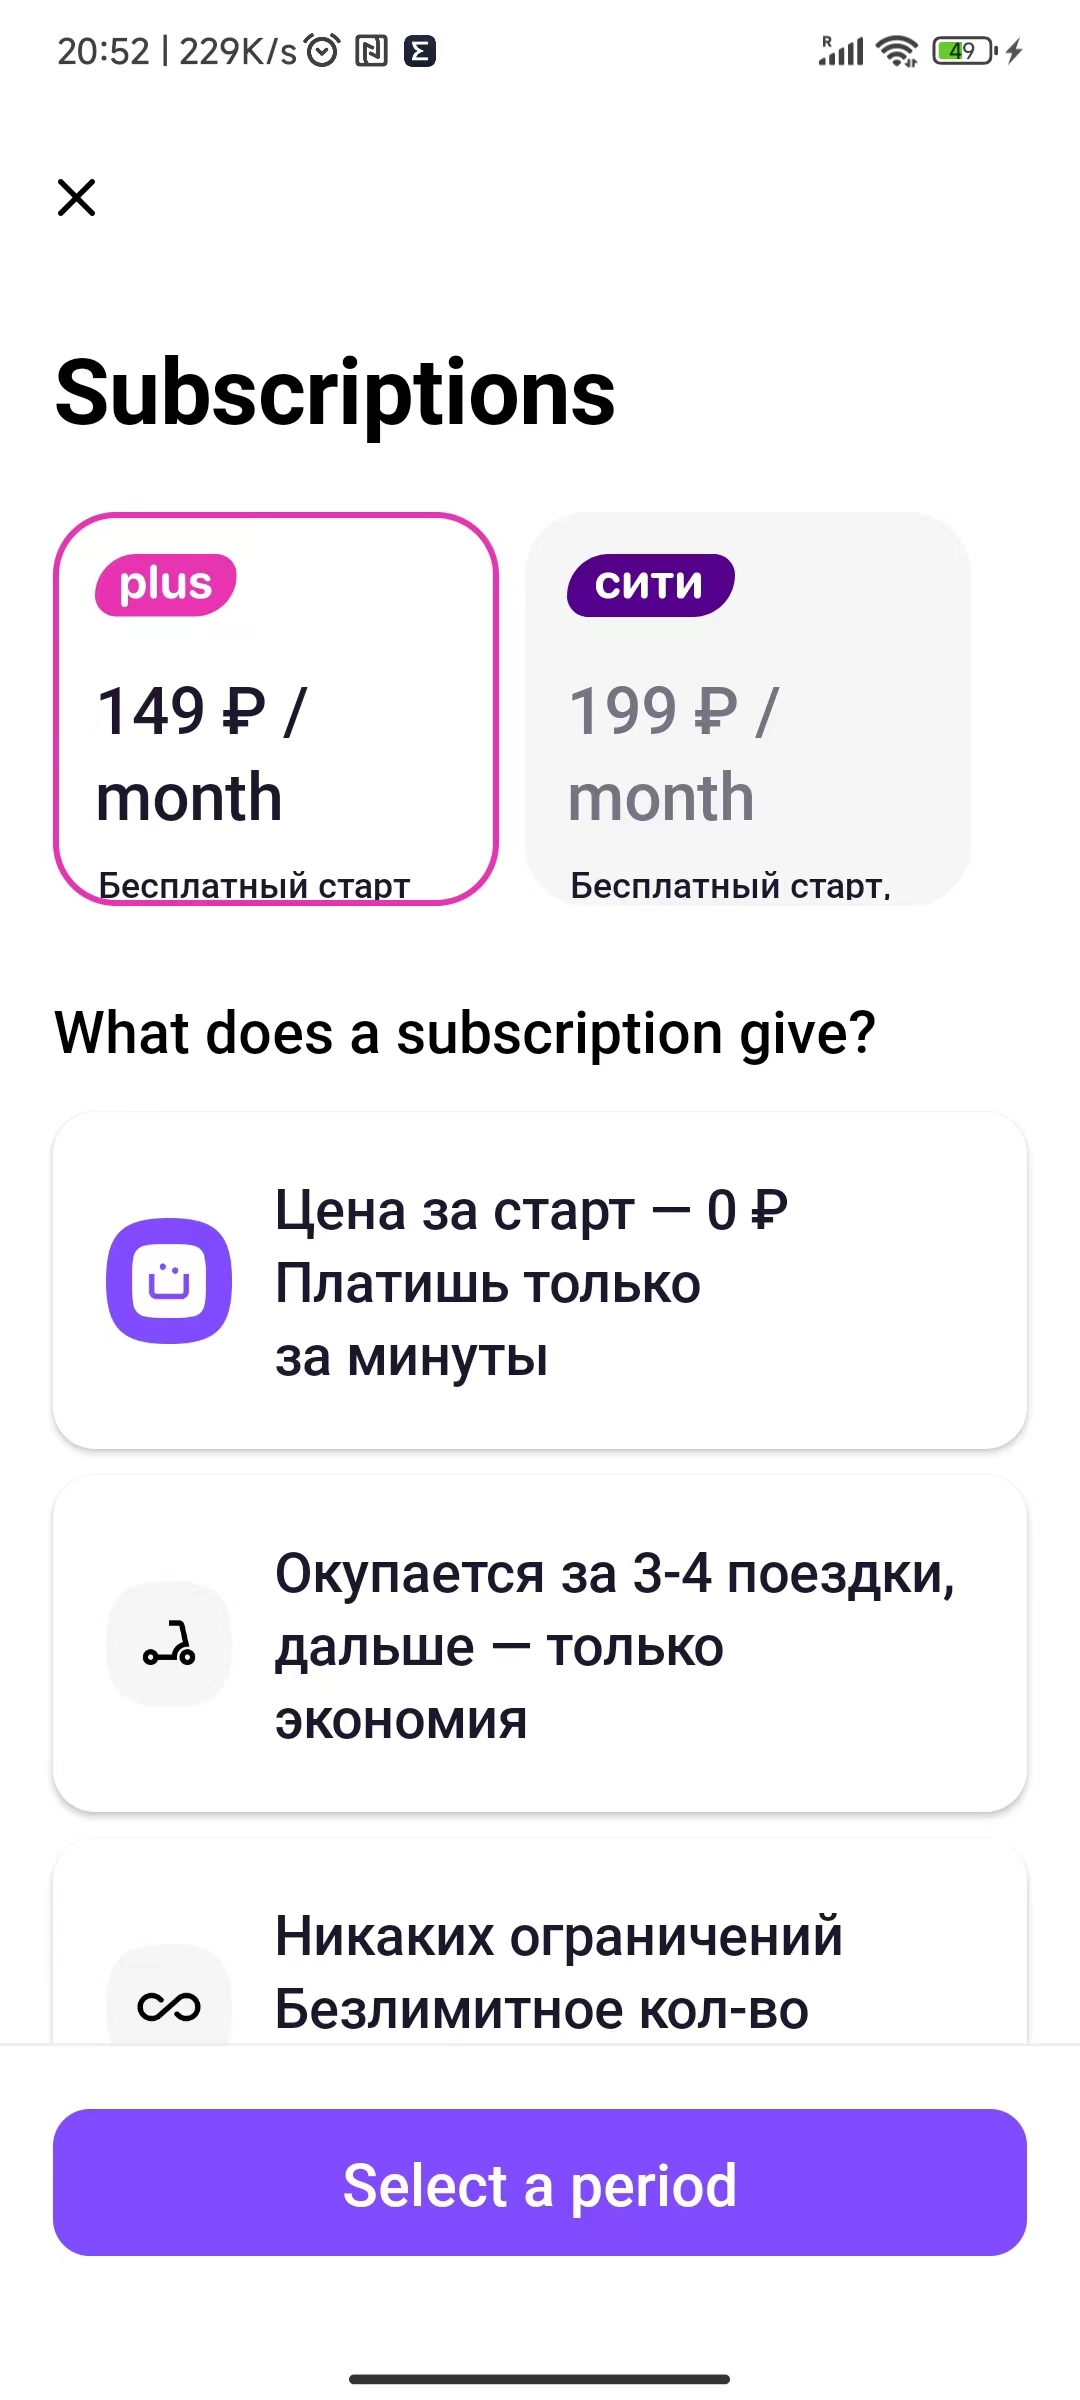 20:52 | 229K/s
49
Subscriptions
plus
149 ₽ /
month
Бесплатный старт
сити
199 ₽ /
month
Бесплатный старт,
What does a subscription give?
Цена за старт — 0 ₽
Платишь только
за минуты
Окупается за 3-4 поездки,
дальше — только
экономия
Никаких ограничений
Безлимитное кол-во
Select a period